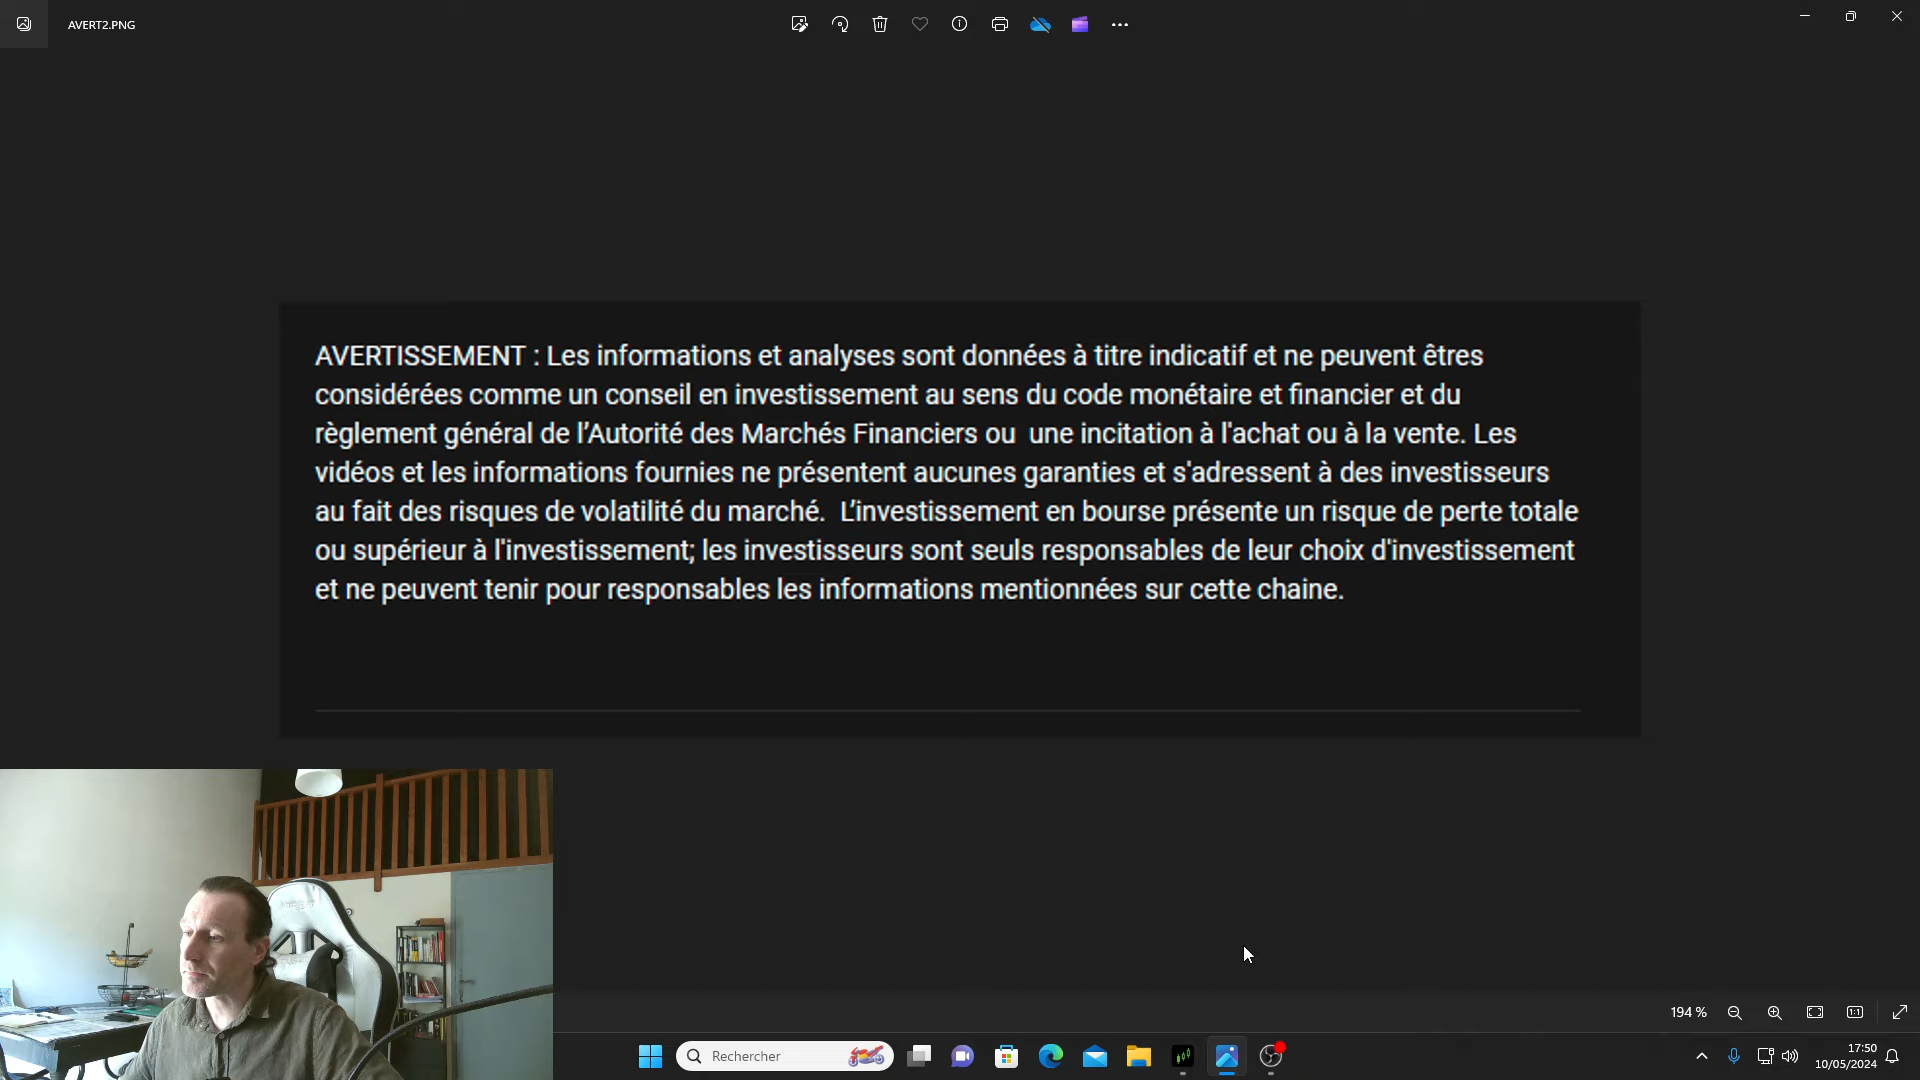 AVERT2.PNG
AVERTISSEMENT : Les informations et analyses sont données à titre indicatif et ne peuvent êtres
considérées comme un conseil en investissement au sens du code monétaire et financier et du
règlement général de l’Autorité des Marchés Financiers ou  une incitation à l'achat ou à la vente. Les
vidéos et les informations fournies ne présentent aucunes garanties et s'adressent à des investisseurs
au fait des risques de volatilité du marché.  L’investissement en bourse présente un risque de perte totale
ou supérieur à l'investissement; les investisseurs sont seuls responsables de leur choix d'investissement
et ne peuvent tenir pour responsables les informations mentionnées sur cette chaine.
194 %
1:1
Rechercher
17:50
10/05/2024